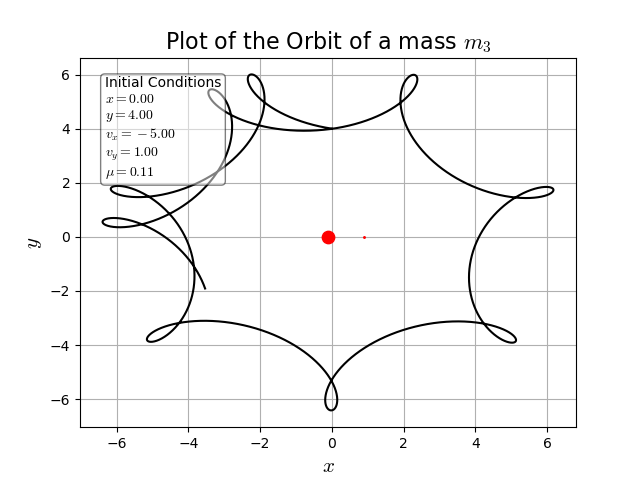 Plot of the Orbit of a mass m₃
Initial Conditions
x = 0.00
y = 4.00
vₓ = −5.00
v_y = 1.00
μ = 0.11
6
4
2
0
−2
−4
−6
y
−6 −4 −2 0 2 4 6
x